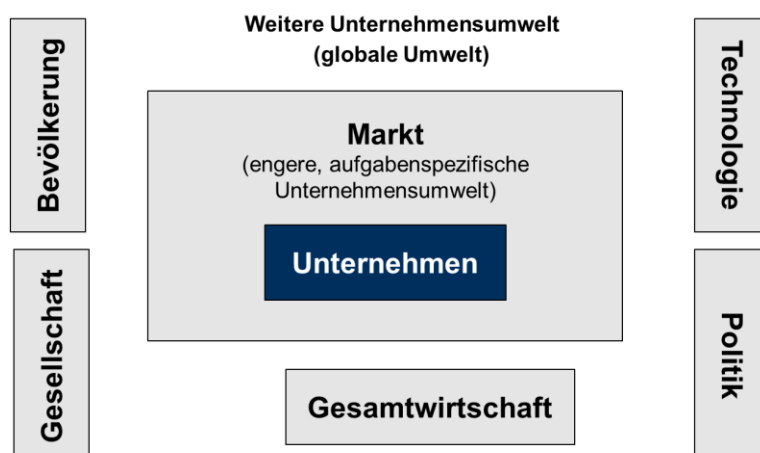 Weitere Unternehmensumwelt
(globale Umwelt)
Bevölkerung
Technologie
Markt
(engere, aufgabenspezifische
Unternehmensumwelt)
Unternehmen
Gesellschaft
Politik
Gesamtwirtschaft